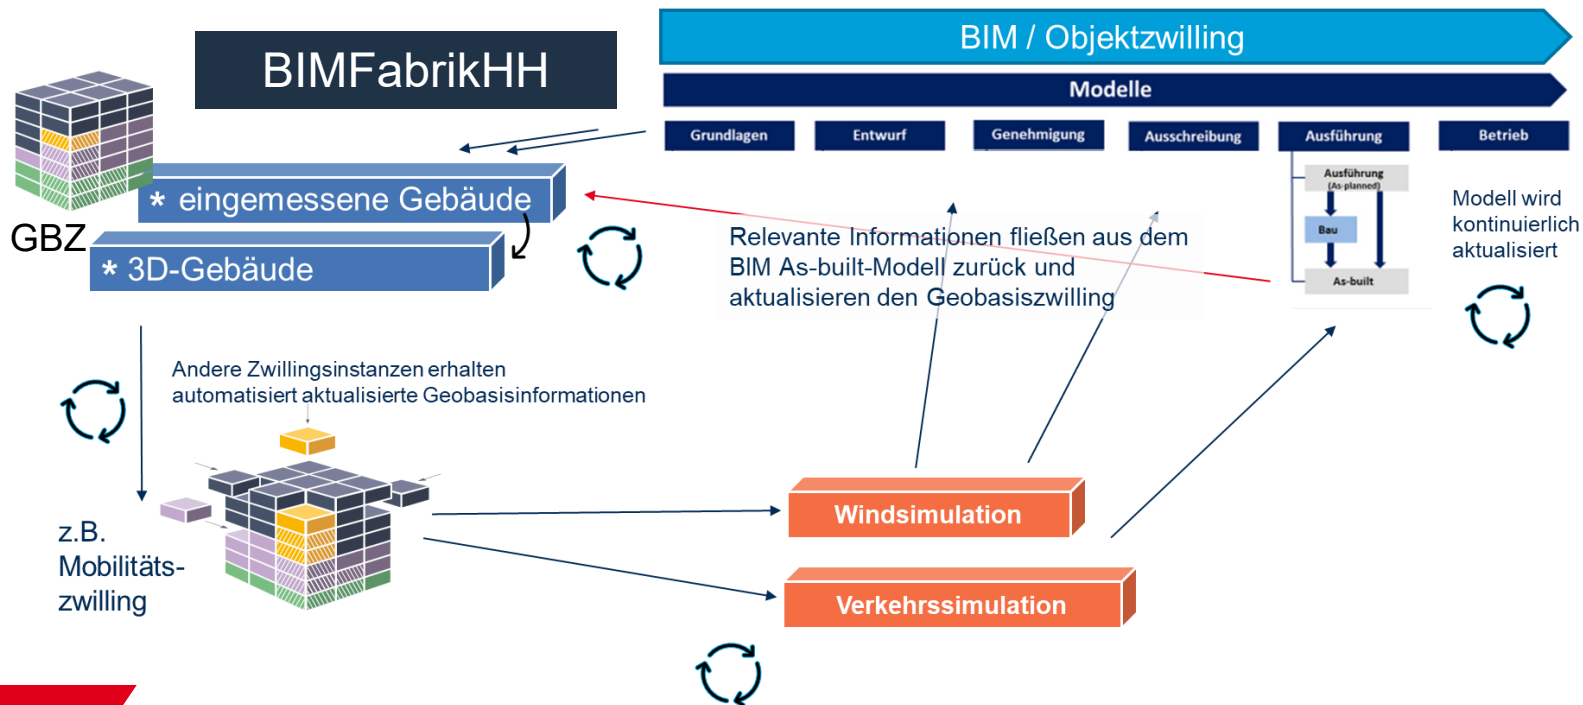 BIMFabrikHH
BIM / Objektzwilling
Modelle
Grundlagen
Entwurf
Genehmigung
Ausschreibung
Ausführung
Betrieb
Ausführung
(As-planned)
Bau
As-built
Modell wird
kontinuierlich
aktualisiert
* eingemessene Gebäude
GBZ
* 3D-Gebäude
Relevante Informationen fließen aus dem
BIM As-built-Modell zurück und
aktualisieren den Geobasiszwilling
Andere Zwillingsinstanzen erhalten
automatisiert aktualisierte Geobasisinformationen
z.B.
Mobilitäts-
zwilling
Windsimulation
Verkehrssimulation